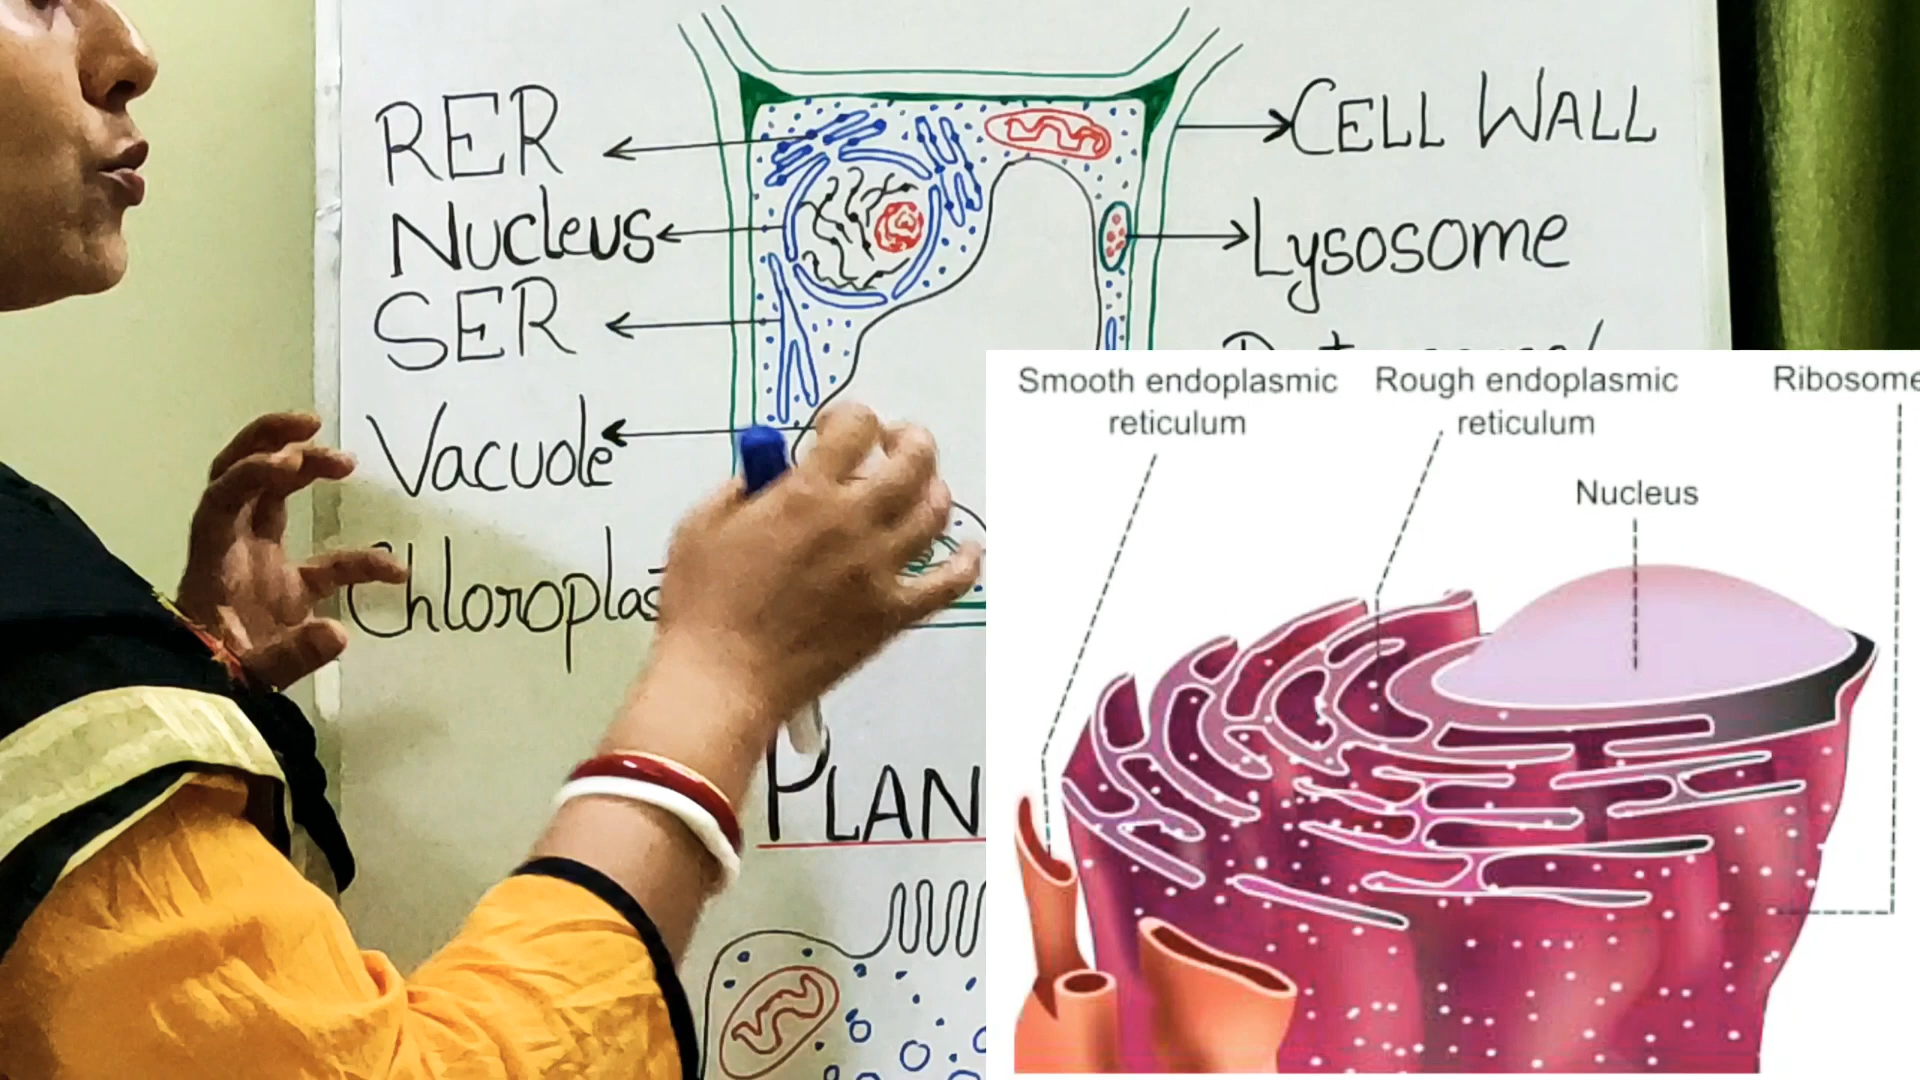 RER
Nucleus
SER
Vacuole
Chloroplas
CELL WALL
Lysosome
PLAN
Smooth endoplasmic
reticulum
Rough endoplasmic
reticulum
Ribosome
Nucleus